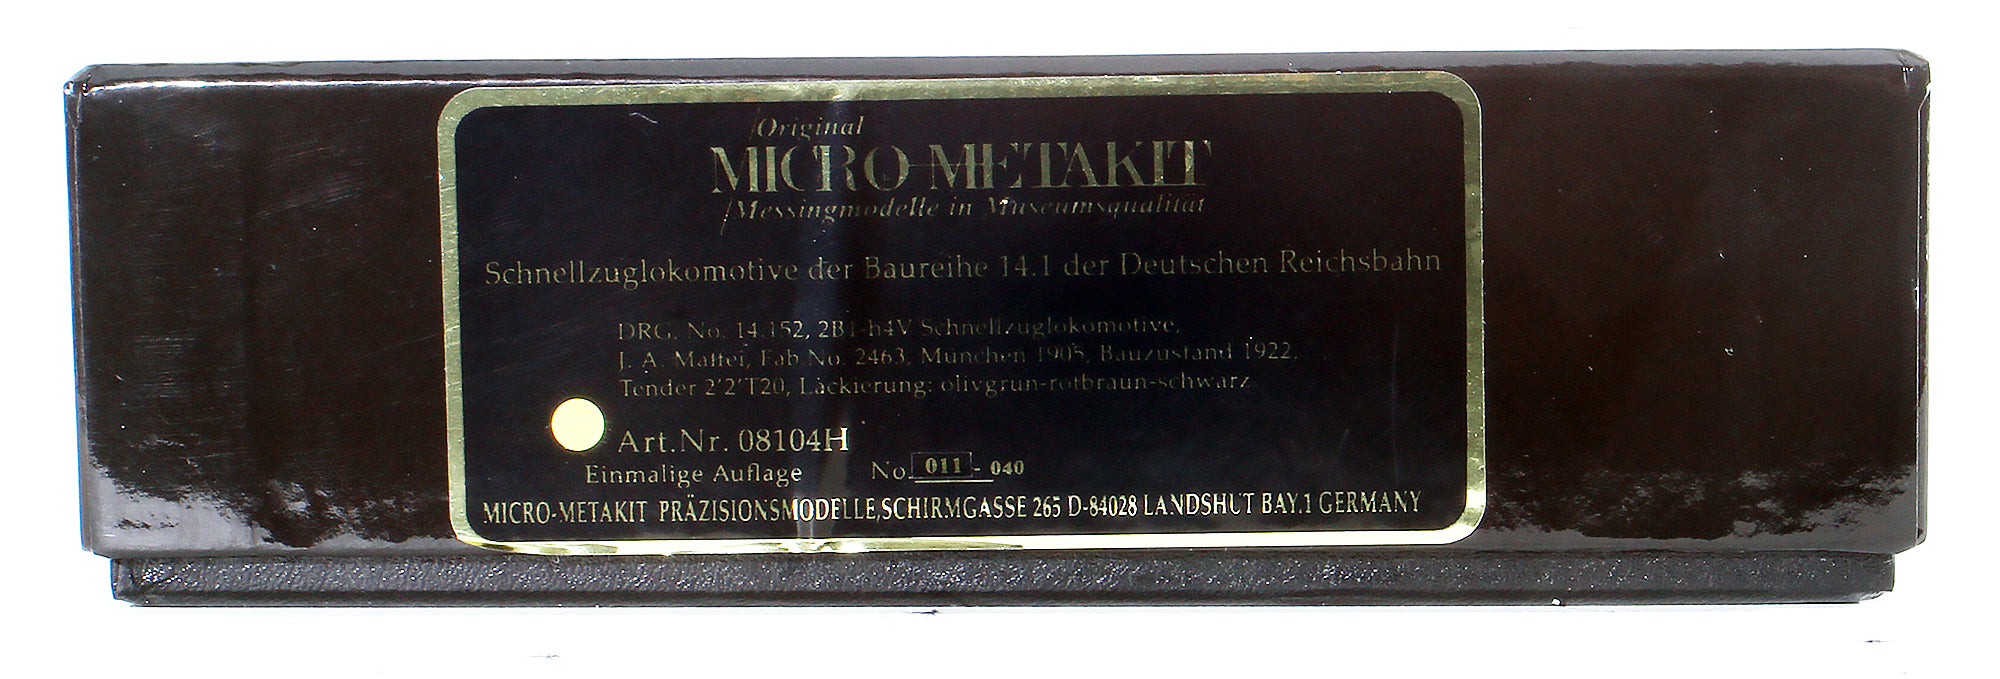 Original
MICRO-METAKIT
Messingmodelle in Museumsqualität
Schnellzuglokomotive der Baureihe 14.1 der Deutschen Reichsbahn
DRG, No. 14.152, 2B1-h4V Schnellzuglokomotive,
J. A. Maffei, Fab.No. 2463, München 1905, Bauzustand 1922,
Tender 2'2'T20, Lackierung: olivgrün-rotbraun-schwarz
Art.Nr. 08104H
Einmalige Auflage No. 011 - 040
MICRO-METAKIT PRÄZISIONSMODELLE,SCHIRMGASSE 265 D-84028 LANDSHUT BAY.1 GERMANY